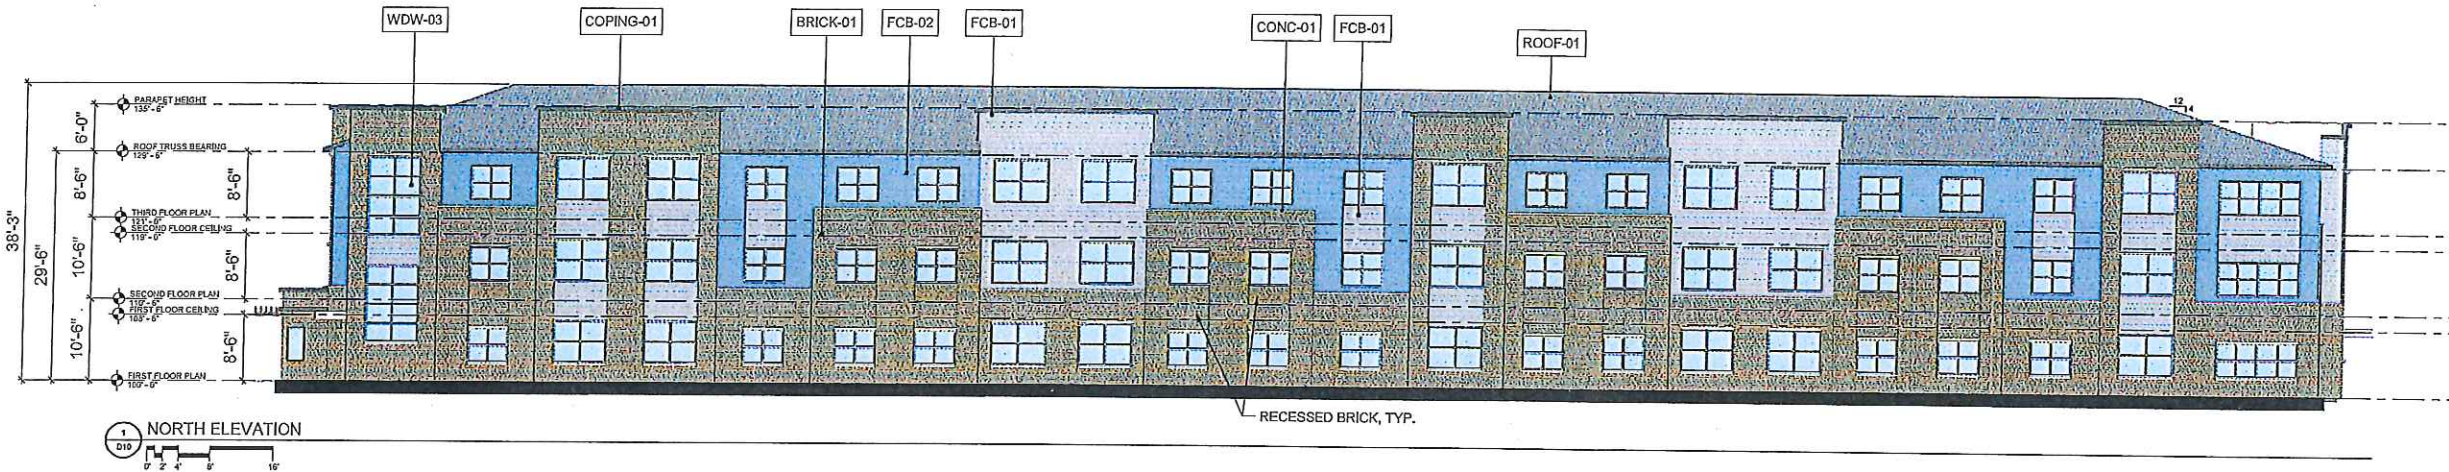 WDW-03
COPING-01
BRICK-01
FCB-02
FCB-01
CONC-01
FCB-01
ROOF-01
12
4
PARAPET HEIGHT
135'-6"
ROOF TRUSS BEARING
129'-6"
THIRD FLOOR PLAN
121'-0"
SECOND FLOOR CEILING
119'-0"
SECOND FLOOR PLAN
110'-6"
FIRST FLOOR CEILING
108'-6"
FIRST FLOOR PLAN
100'-0"
38'-3"
29'-6"
6'-0"
8'-6"
10'-6"
10'-6"
8'-6"
8'-6"
8'-6"
RECESSED BRICK, TYP.
1
D10
NORTH ELEVATION
0' 2' 4' 8' 16'